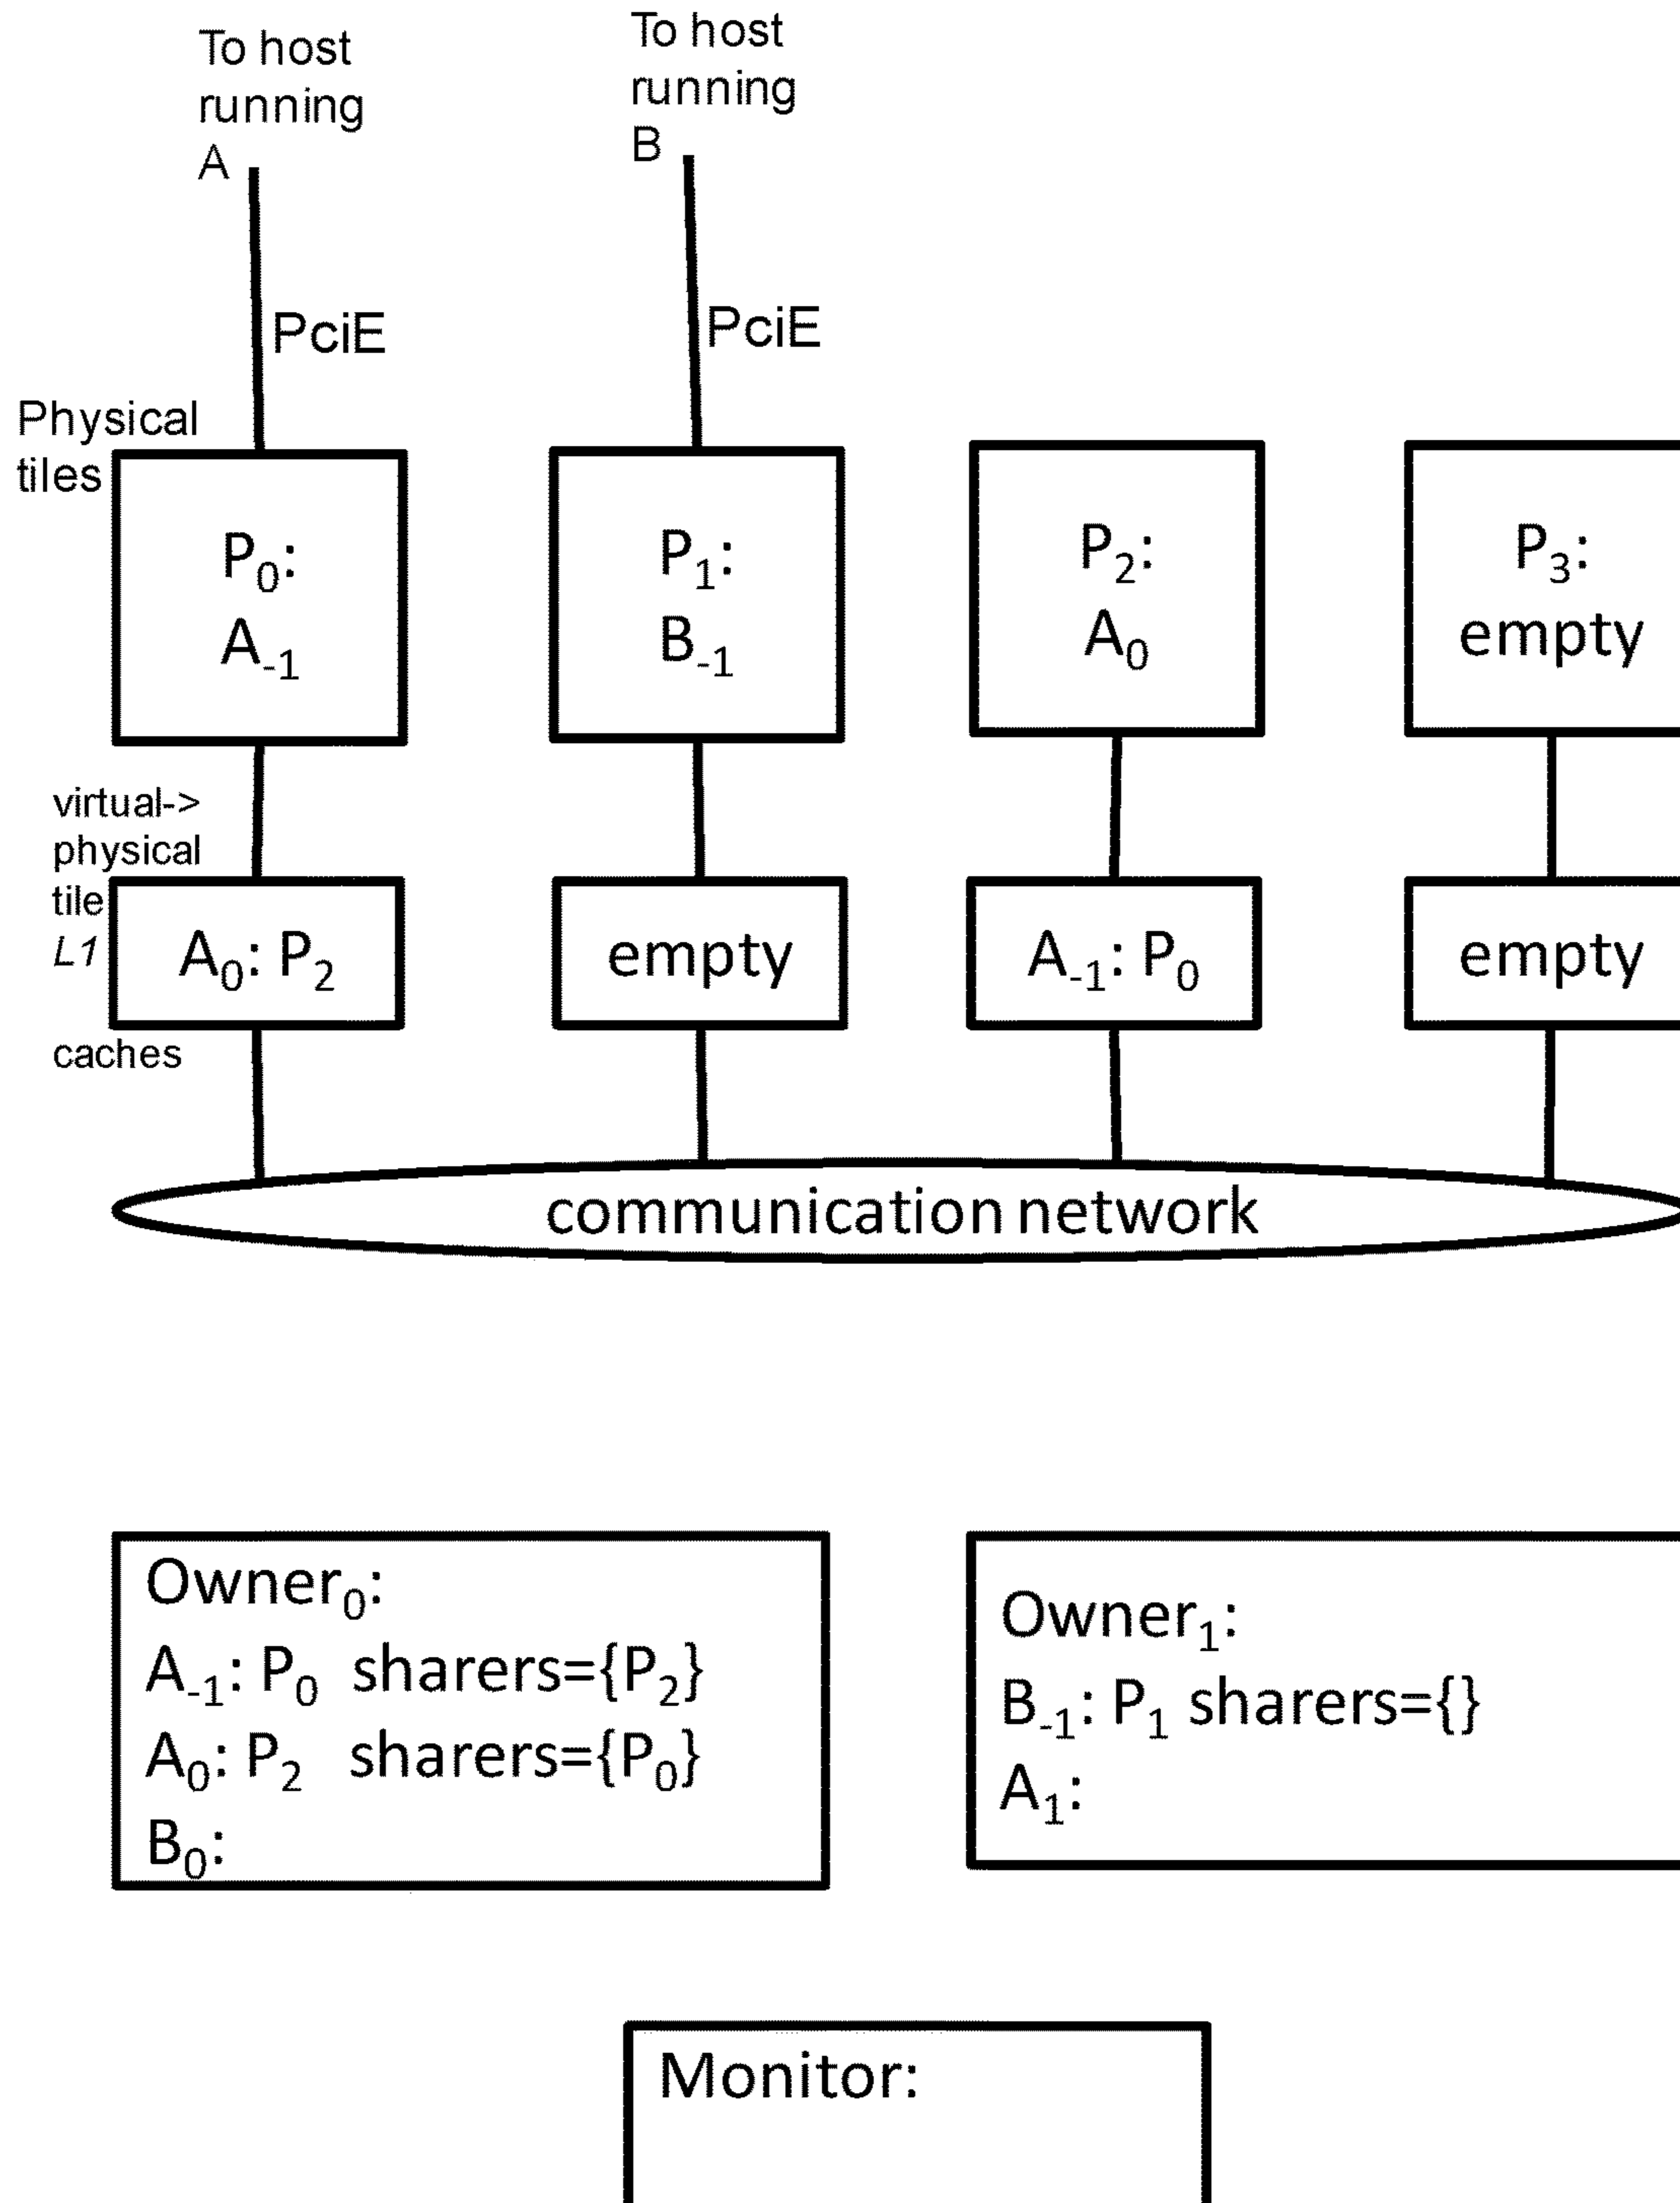 To host
running
A
To host
running
B
PciE
PciE
Physical
tiles
P₀:
A₋₁
P₁:
B₋₁
P₂:
A₀
P₃:
empty
virtual->
physical
tile
L1
caches
A₀: P₂
empty
A₋₁: P₀
empty
communication network
Owner₀:
A₋₁: P₀ sharers={P₂}
A₀: P₂ sharers={P₀}
B₀:
Owner₁:
B₋₁: P₁ sharers={}
A₁:
Monitor: